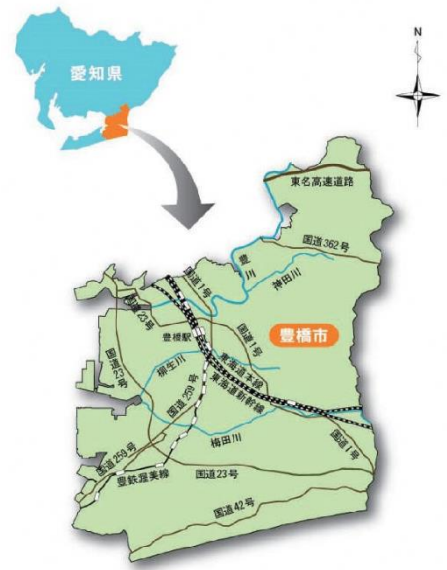 愛知県
N
東名高速道路
国道362号
豊川
神田川
国道1号
国道23号
豊橋駅
国道1号
豊橋市
東海道本線
東海道新幹線
柳生川
国道23号
国道259号
梅田川
国道1号
国道259号
豊鉄渥美線
国道23号
国道42号